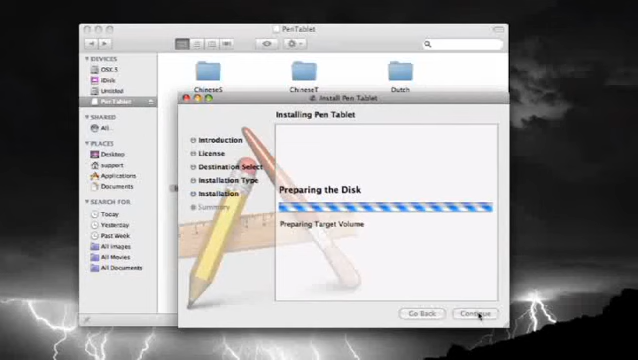 PenTablet
DEVICES
OSX.5
iDisk
Untitled
PenTablet
SHARED
All...
PLACES
Desktop
support
Applications
Documents
SEARCH FOR
Today
Yesterday
Past Week
All Images
All Movies
All Documents
ChineseS
ChineseT
Dutch
Install Pen Tablet
Installing Pen Tablet
Introduction
License
Destination Select
Installation Type
Installation
Summary
Preparing the Disk
Preparing Target Volume
Go Back
Continue